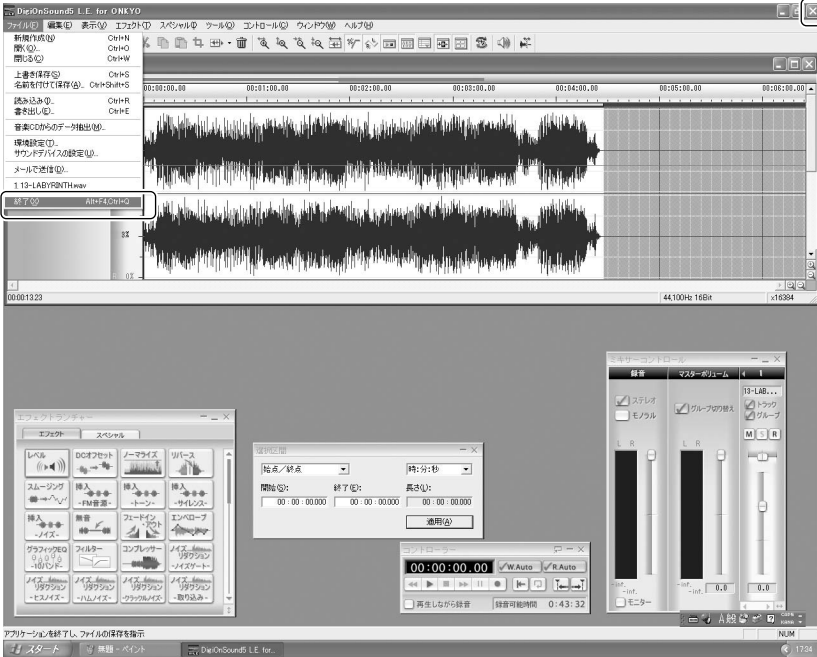 DigiOnSound5 L.E. for ONKYO
ファイル(F) 編集(E) 表示(V) エフェクト(T) スペシャル(I) ツール(O) コントロール(C) ウィンドウ(W) ヘルプ(H)
新規作成(N) Ctrl+N
開く(O)... Ctrl+O
閉じる(C) Ctrl+W
上書き保存(S) Ctrl+S
名前を付けて保存(A)... Ctrl+Shift+S
読み込み(I)... Ctrl+R
書き出し(E)... Ctrl+E
音楽CDからのデータ抽出(M)...
環境設定(T)...
サウンドデバイスの設定(U)...
メールで送信(D)...
1 13-LABYRINTH.wav
終了(X) Alt+F4,Ctrl+Q
00:00:00.00 00:01:00.00 00:02:00.00 00:03:00.00 00:04:00.00 00:05:00.00 00:06:00.00
0%
00:00:13.23 44,100Hz 16Bit x16384
エフェクトランチャー
エフェクト スペシャル
レベル DCオフセット ノーマライズ リバース
スムージング 挿入 -FM音源- 挿入 -トーン- 挿入 -サイレンス-
挿入 -ノイズ- 無音 フェードイン ・アウト エンベロープ
グラフィックEQ -10バンド- フィルター コンプレッサー ノイズ リダクション -ノイズゲート-
ノイズ リダクション -ヒスノイズ- ノイズ リダクション -ハムノイズ- ノイズ リダクション -クラックルノイズ- ノイズ リダクション -取り込み-
選択区間
始点/終点 時:分:秒
開始(S): 終了(E): 長さ(L):
00 : 00 : 00.000 00 : 00 : 00.000 00 : 00 : 00.000
適用(A)
コントローラー
00:00:00.00 W.Auto R.Auto
再生しながら録音 録音可能時間 0:43:32
ミキサーコントロール
録音 マスターボリューム 1
13-LAB...
ステレオ
モノラル
グループ切り替え
トラック
グループ
M S R
L R L R
-inf. -inf. -inf. -inf. 0.0 0.0
モニター
A般
CAPS
KANA
アプリケーションを終了し、ファイルの保存を指示 NUM
スタート 無題 - ペイント DigiOnSound5 L.E. for... 17:34